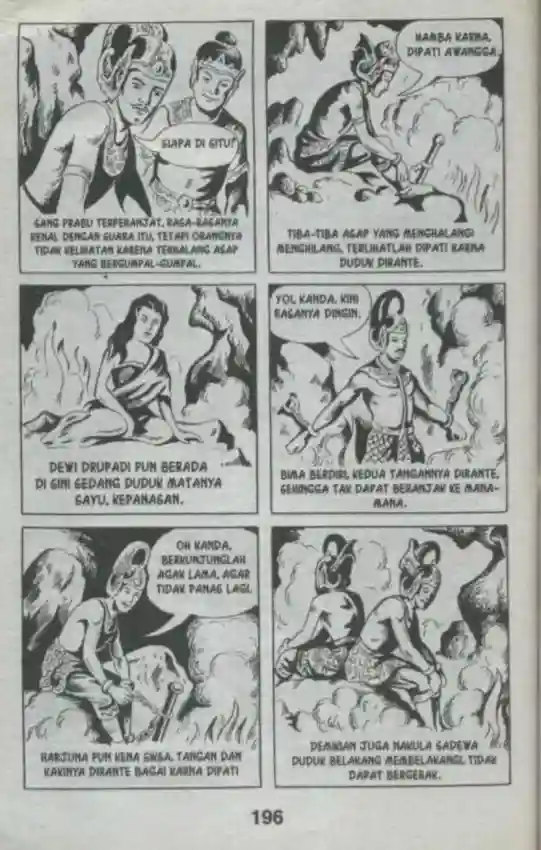 SIAPA DI SITU?
SANG PRABU TERPERANJAT, RASA-RASANYA
KENAL DENGAN SUARA ITU, TETAPI ORANGNYA
TIDAK KELIHATAN KARENA TERHALANG ASAP
YANG BERGUMPAL-GUMPAL.
HAMBA KARNA,
DIPATI AWANGGA.
TIBA-TIBA ASAP YANG MENGHALANGI
MENGHILANG, TERLIHATLAH DIPATI KARNA
DUDUK DIRANTE.
DEWI DRUPADI PUN BERADA
DI SINI SEDANG DUDUK MATANYA
SAYU, KEPANASAN.
YOI, KANDA, KINI
RASANYA DINGIN.
BIMA BERDIRI, KEDUA TANGANNYA DIRANTE,
SEHINGGA TAK DAPAT BERANJAK KE MANA-
MANA.
OH KANDA,
BERKUNJUNGLAH
AGAK LAMA, AGAR
TIDAK PANAS LAGI.
HARJUNA PUN KENA SIKSA, TANGAN DAN
KAKINYA DIRANTE BAGAI KARNA DIPATI
DEMIKIAN JUGA NAKULA SADEWA
DUDUK BELAKANG MEMBELAKANGI, TIDAK
DAPAT BERGERAK.
196